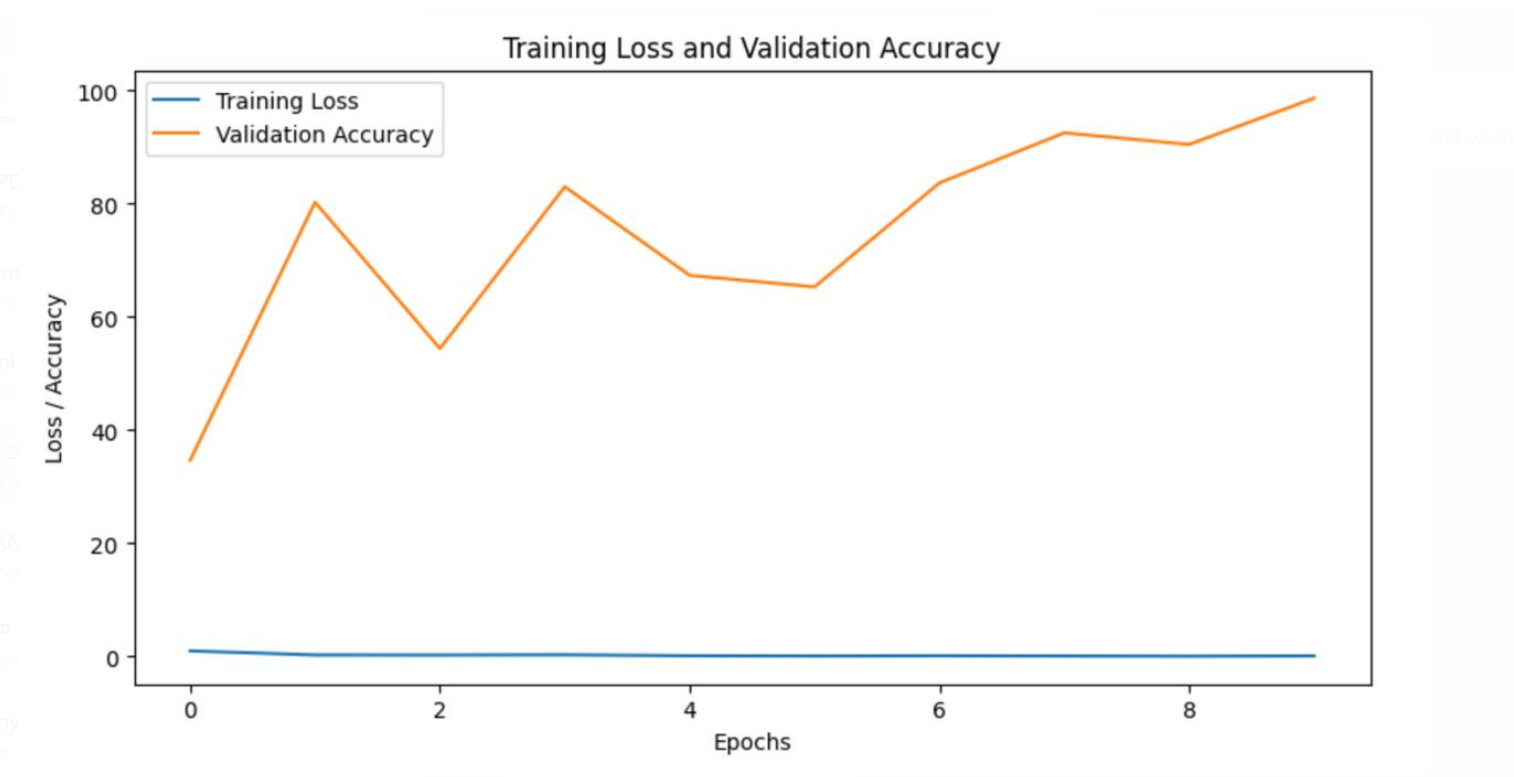 Training Loss and Validation Accuracy
100
80
60
40
20
0
Loss / Accuracy
Training Loss
Validation Accuracy
0 2 4 6 8
Epochs